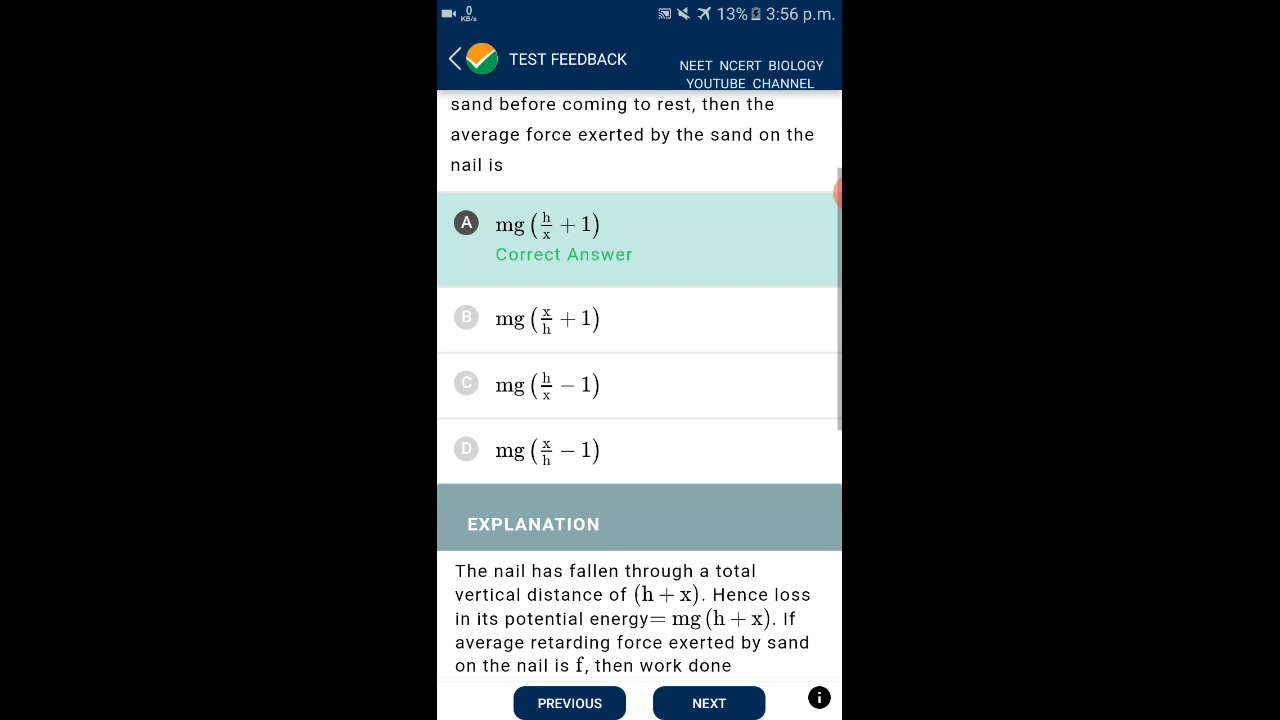 0
KB/s
13% 3:56 p.m.
TEST FEEDBACK
NEET NCERT BIOLOGY
YOUTUBE CHANNEL
sand before coming to rest, then the
average force exerted by the sand on the
nail is
A mg (h/x + 1)
Correct Answer
B mg (x/h + 1)
C mg (h/x − 1)
D mg (x/h − 1)
EXPLANATION
The nail has fallen through a total
vertical distance of (h + x). Hence loss
in its potential energy= mg (h + x). If
average retarding force exerted by sand
on the nail is f, then work done
PREVIOUS NEXT i